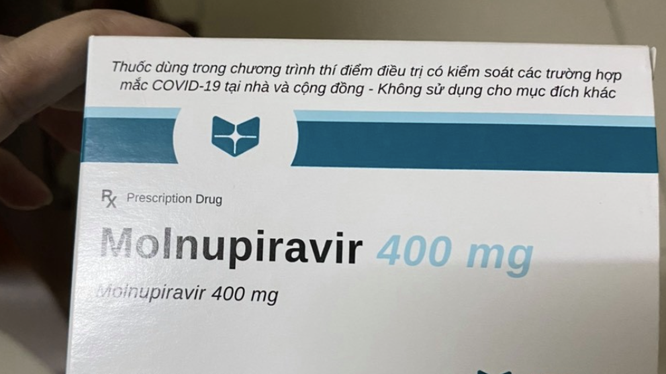 Thuốc dùng trong chương trình thí điểm điều trị có kiểm soát các trường hợp
mắc COVID-19 tại nhà và cộng đồng - Không sử dụng cho mục đích khác
Rx Prescription Drug
Molnupiravir 400 mg
Molnupiravir 400 mg